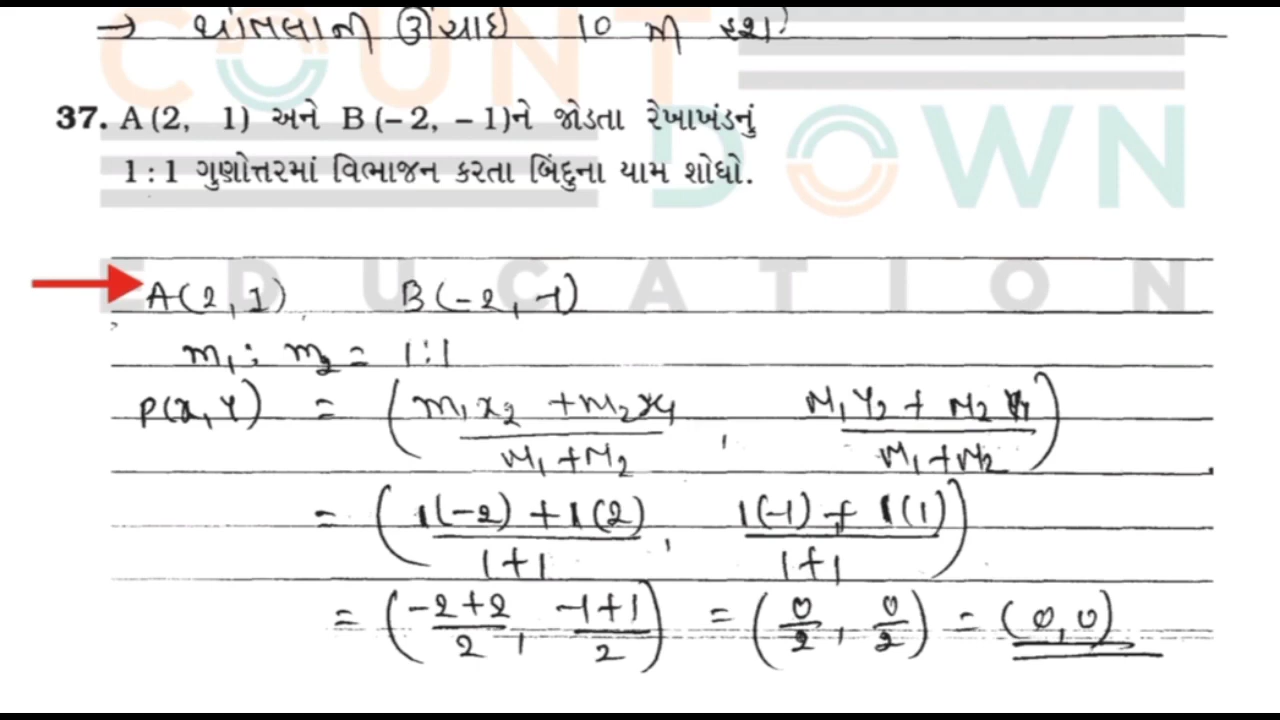 → થાંભલાની ઊંચાઈ 10 મી હશે.
37. A (2, 1) અને B (– 2, – 1)ને જોડતા રેખાખંડનું
1 : 1 ગુણોત્તરમાં વિભાજન કરતા બિંદુના યામ શોધો.
COUNT
DOWN
EDUCATION
A(2, 1) B(-2, -1)
m₁ : m₂ = 1:1
P(x, y) = ( m₁x₂ + m₂x₁ / m₁ + m₂ , m₁y₂ + m₂y₁ / m₁ + m₂ )
= ( 1(-2) + 1(2) / 1+1 , 1(-1) + 1(1) / 1+1 )
= ( -2+2 / 2 , -1+1 / 2 ) = ( 0/2 , 0/2 ) = (0, 0)